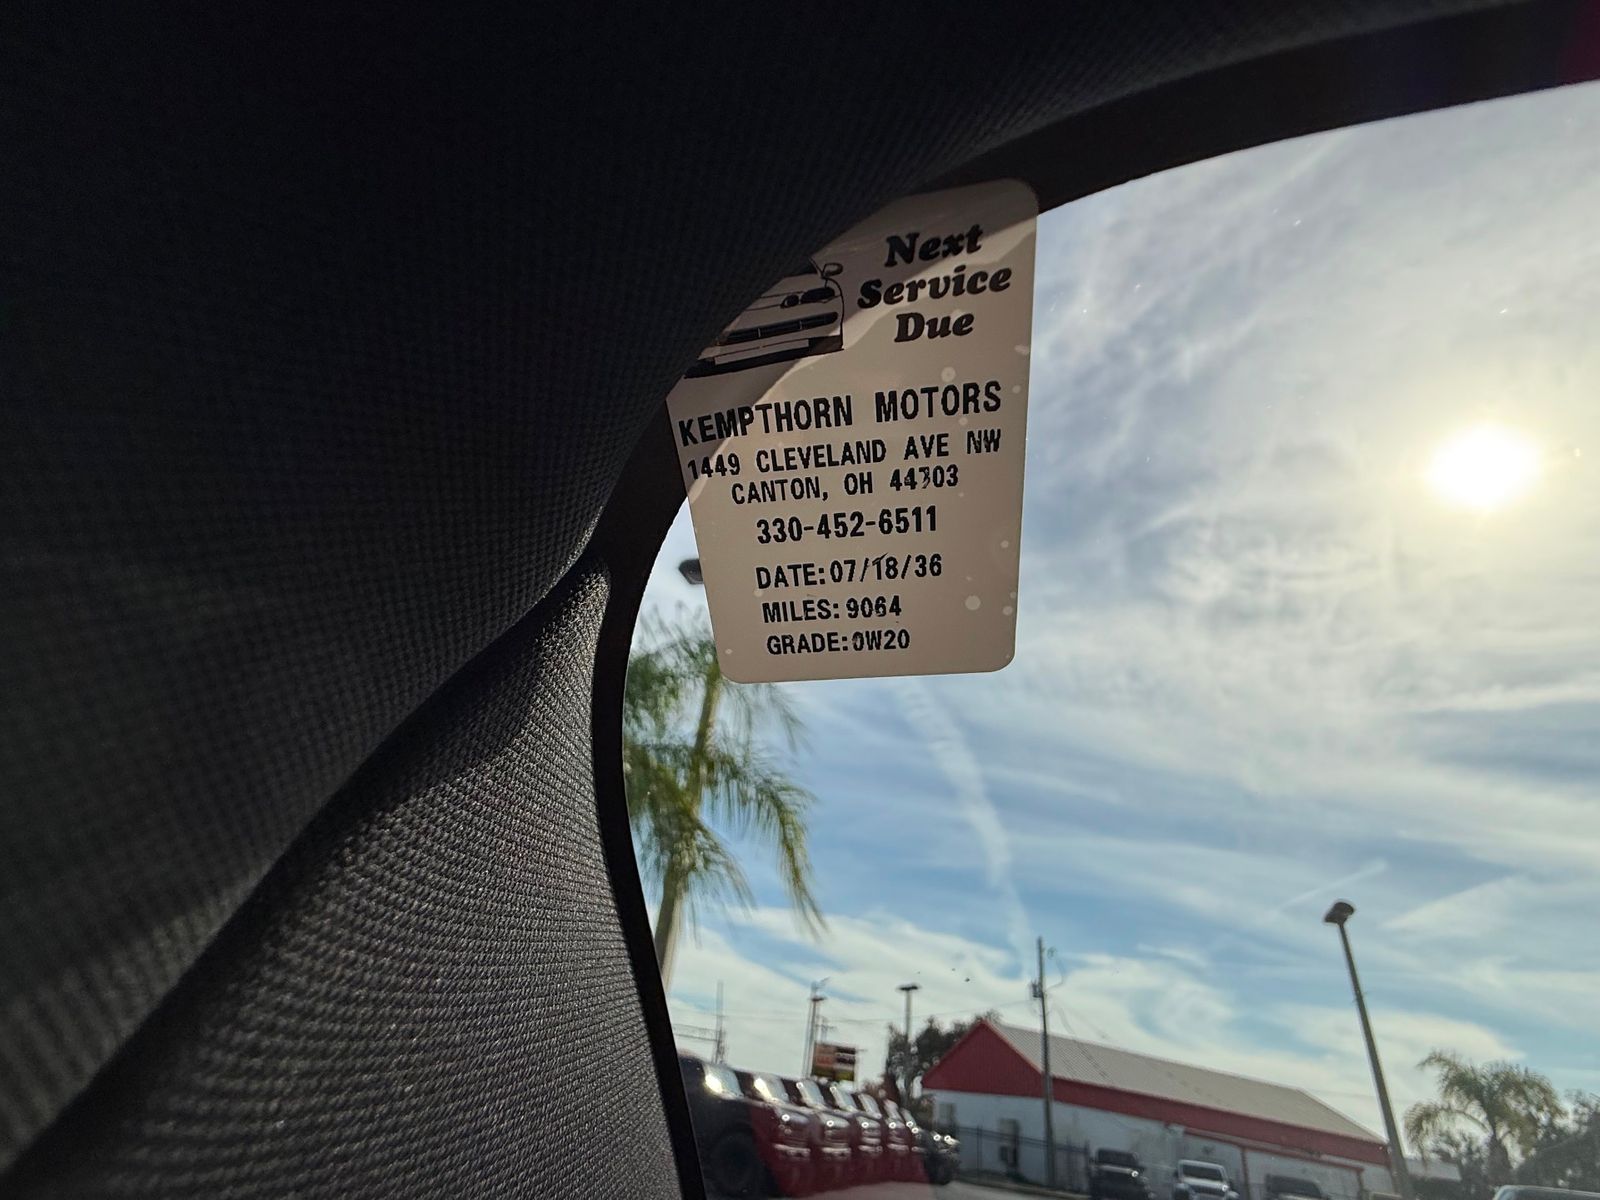 Next
Service
Due
KEMPTHORN MOTORS
1449 CLEVELAND AVE NW
CANTON, OH 44703
330-452-6511
DATE:07/18/36
MILES: 9064
GRADE:0W20